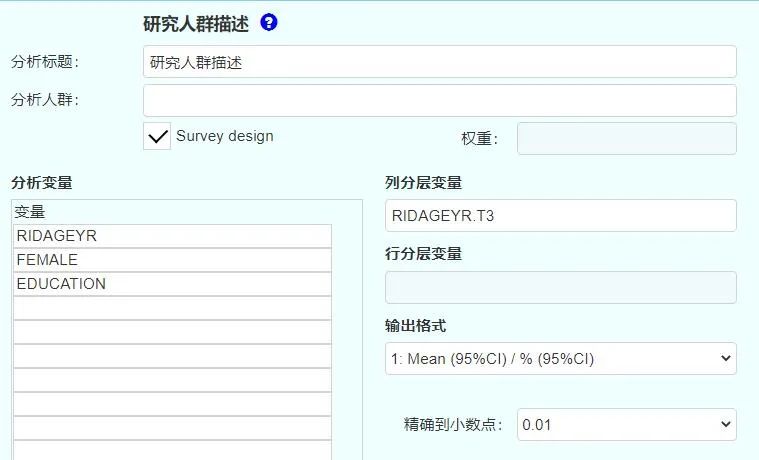 研究人群描述 ?
分析标题： 研究人群描述
分析人群：
Survey design 权重：
分析变量
变量
RIDAGEYR
FEMALE
EDUCATION
列分层变量
RIDAGEYR.T3
行分层变量
输出格式
1: Mean (95%CI) / % (95%CI)
精确到小数点： 0.01